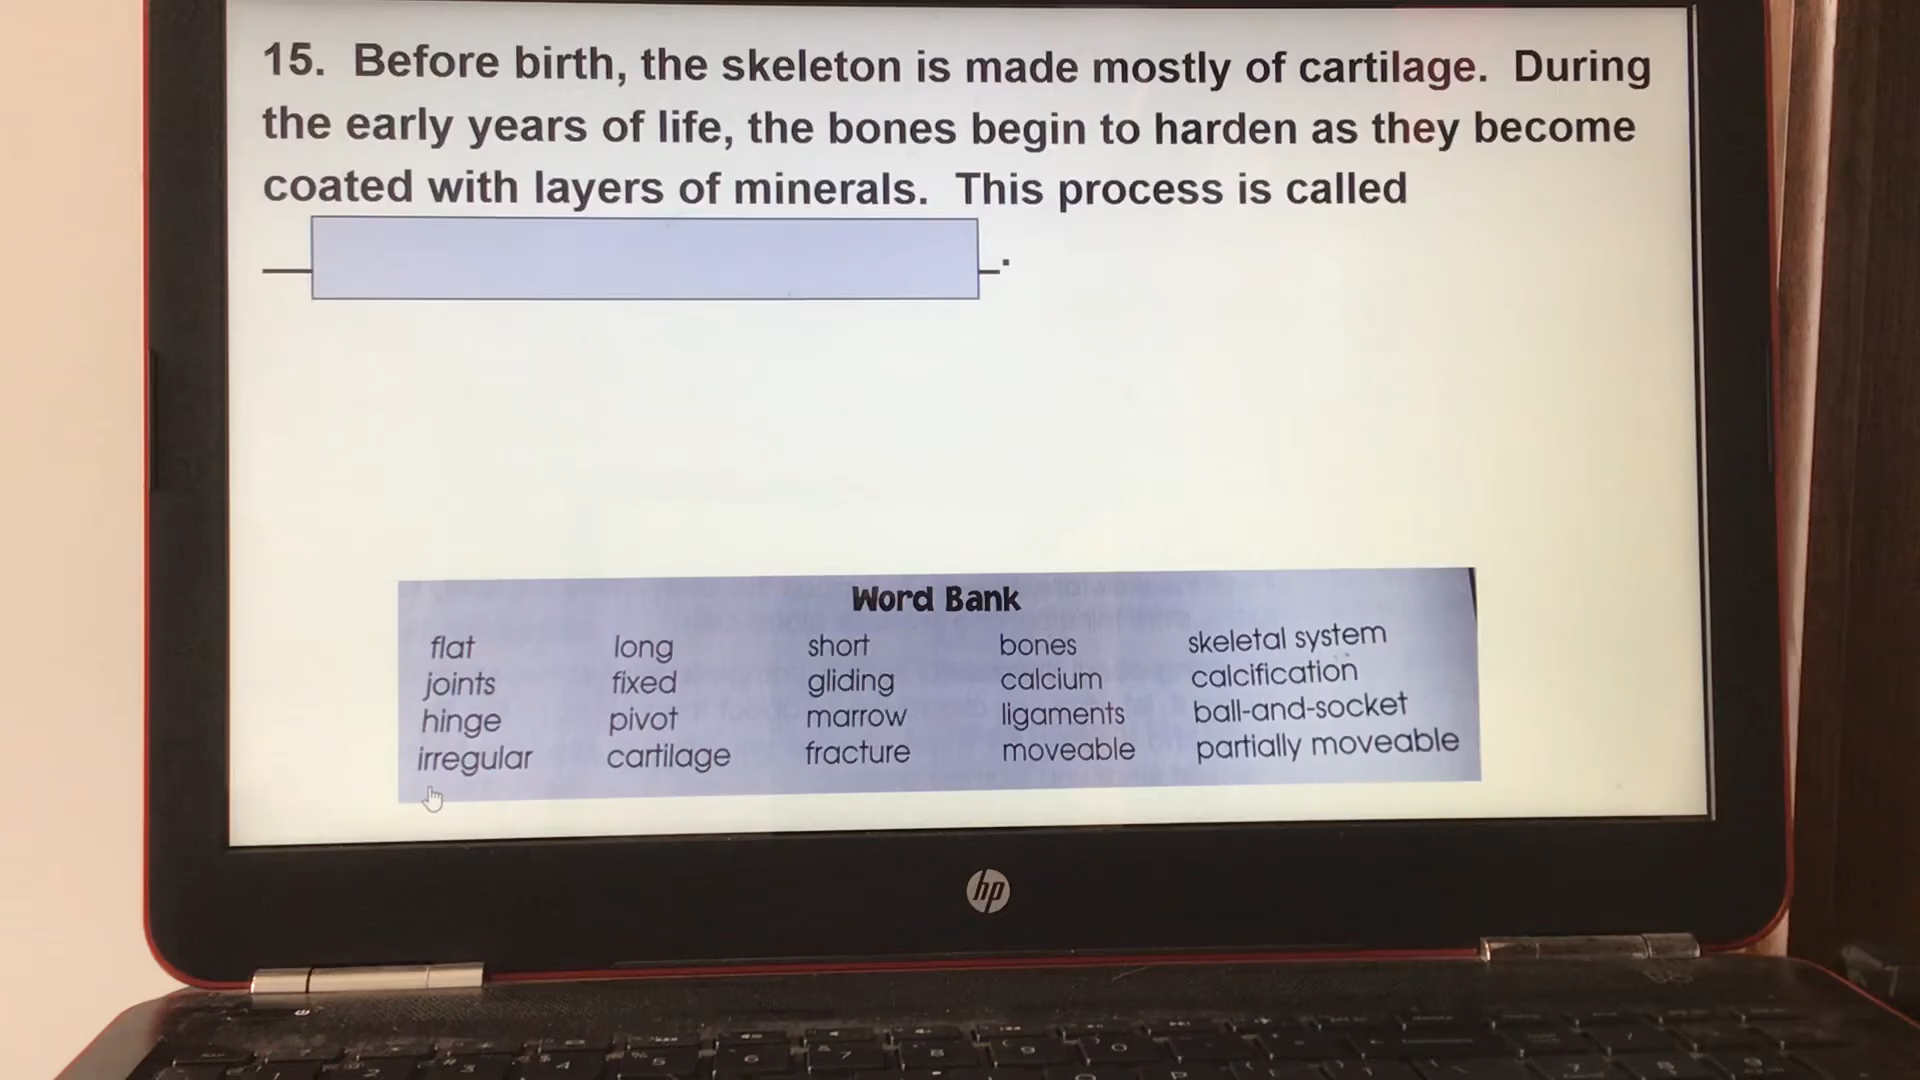 15. Before birth, the skeleton is made mostly of cartilage. During
the early years of life, the bones begin to harden as they become
coated with layers of minerals. This process is called
.
Word Bank
flat long short bones skeletal system
joints fixed gliding calcium calcification
hinge pivot marrow ligaments ball-and-socket
irregular cartilage fracture moveable partially moveable
hp